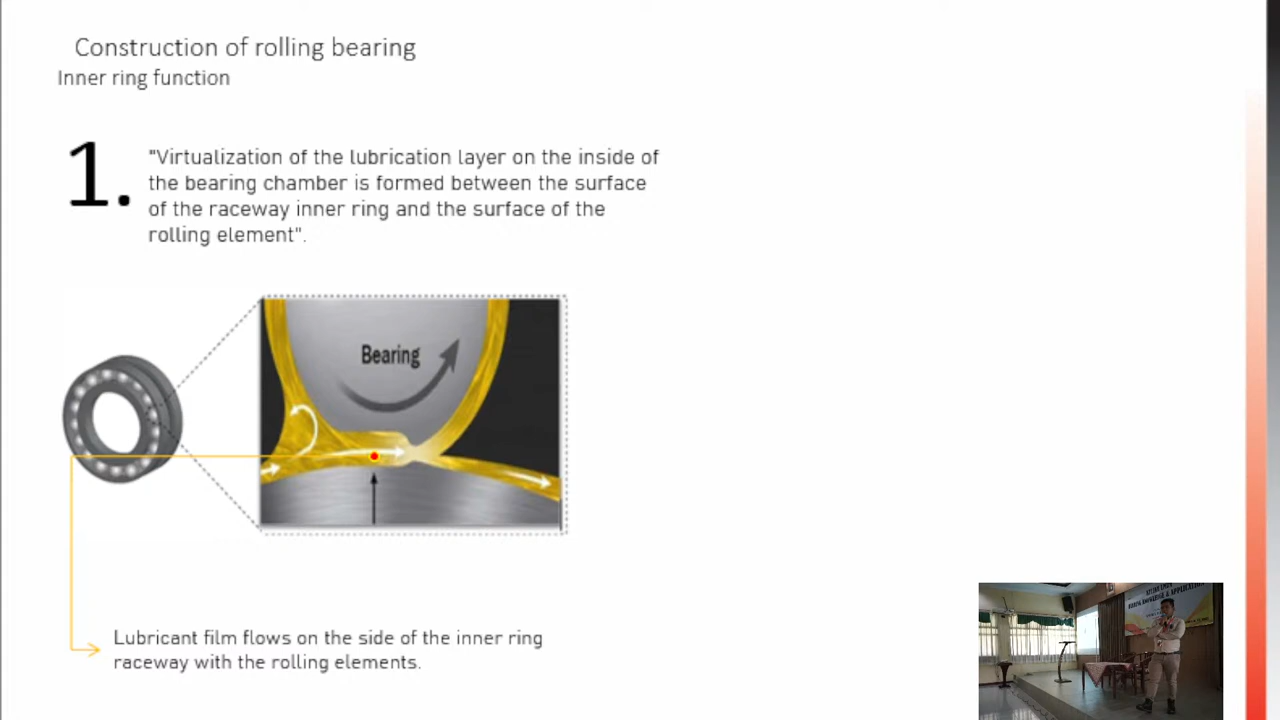 Construction of rolling bearing
Inner ring function
1.
"Virtualization of the lubrication layer on the inside of
the bearing chamber is formed between the surface
of the raceway inner ring and the surface of the
rolling element".
Bearing
Lubricant film flows on the side of the inner ring
raceway with the rolling elements.